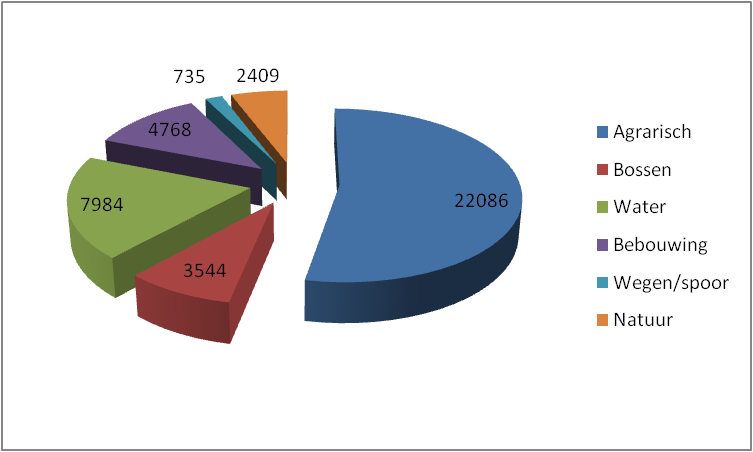 735
2409
4768
7984
3544
22086
Agrarisch
Bossen
Water
Bebouwing
Wegen/spoor
Natuur